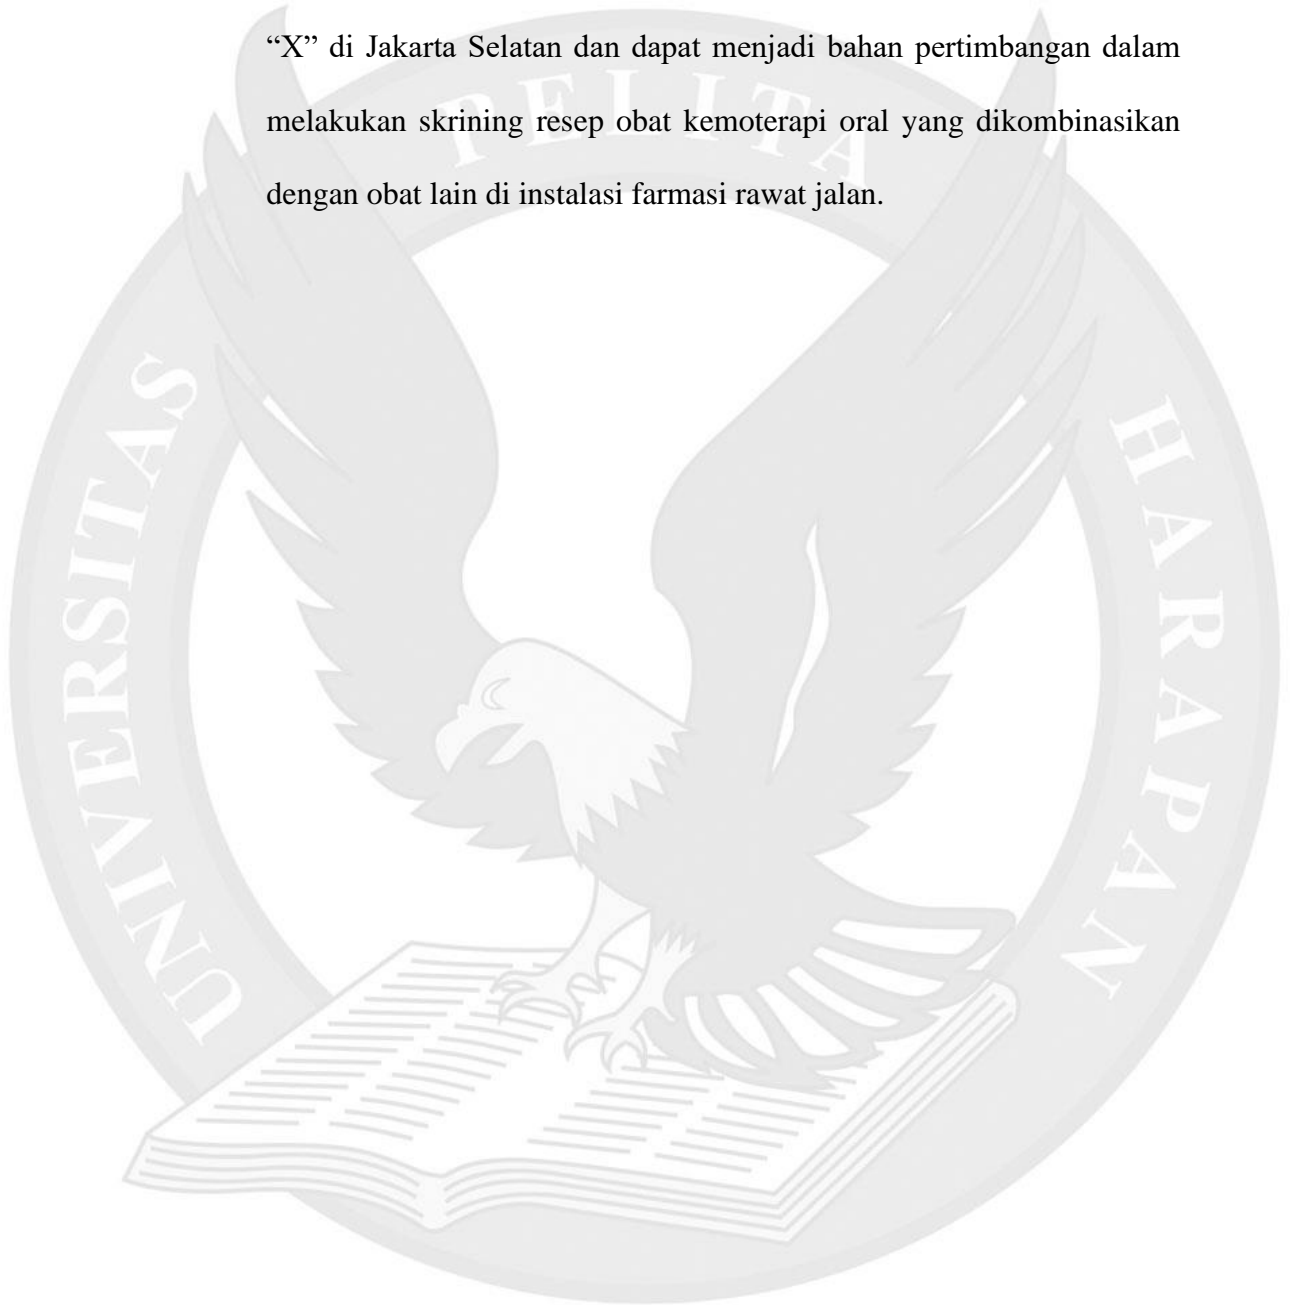 “X” di Jakarta Selatan dan dapat menjadi bahan pertimbangan dalam
melakukan skrining resep obat kemoterapi oral yang dikombinasikan
dengan obat lain di instalasi farmasi rawat jalan.
UNIVERSITAS PELITA HARAPAN